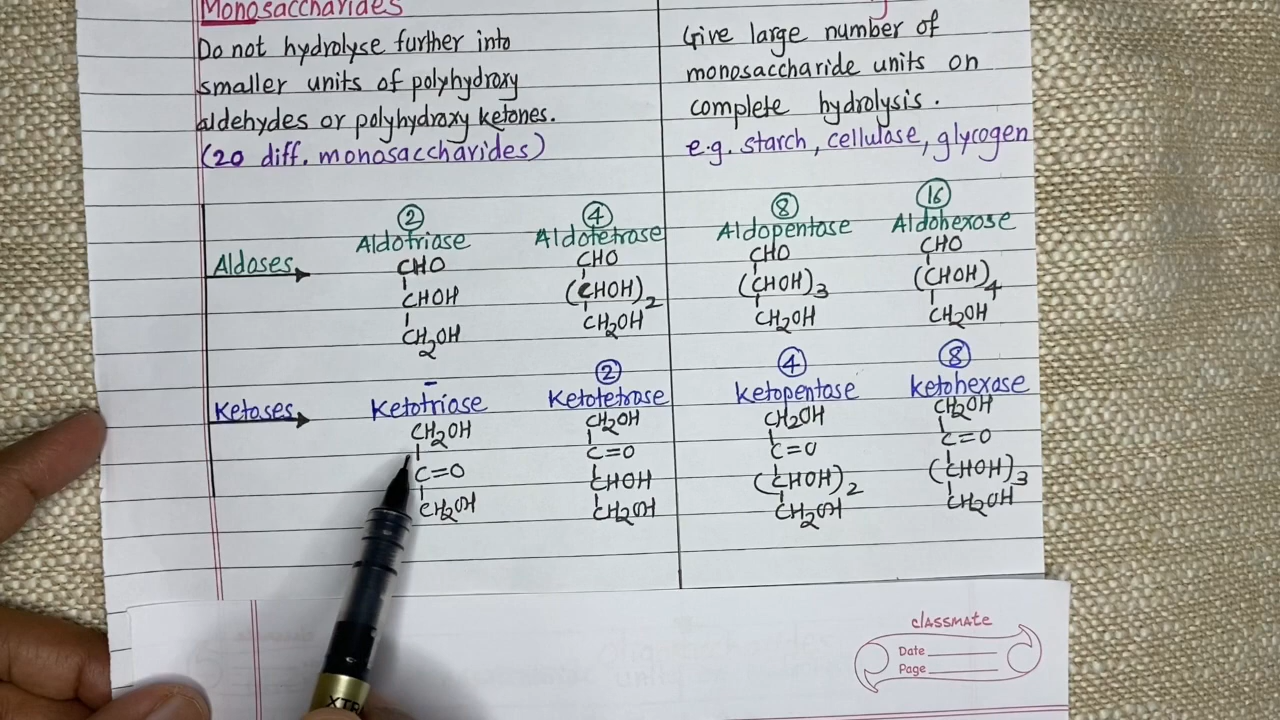 Monosaccharides
Do not hydrolyse further into
smaller units of polyhydroxy
aldehydes or polyhydroxy ketones.
(20 diff. monosaccharides)
Give large number of
monosaccharide units on
complete hydrolysis.
e.g. starch, cellulase, glycogen
② ④ ⑧ ⑯
Aldotriase Aldotetrase Aldopentase Aldohexose
Aldases
CHO CHO CHO CHO
CHOH (CHOH)2 (CHOH)3 (CHOH)4
CH2OH CH2OH CH2OH CH2OH
- ② ④ ⑧
Ketotriase Ketotetrase Ketopentase Ketohexase
Ketases
CH2OH CH2OH CH2OH CH2OH
C=O C=O C=O C=O
CH2OH CHOH (CHOH)2 (CHOH)3
CH2OH CH2OH CH2OH
classmate
Date
Page
XTR